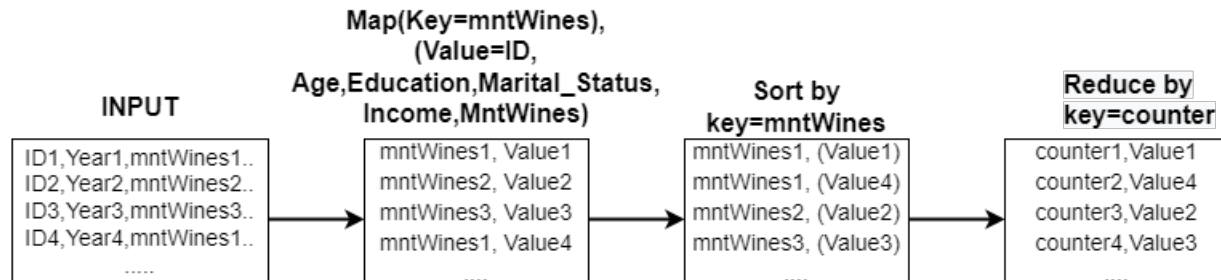 INPUT
ID1,Year1,mntWines1..
ID2,Year2,mntWines2..
ID3,Year3,mntWines3..
ID4,Year4,mntWines1..
.....
Map(Key=mntWines),
(Value=ID,
Age,Education,Marital_Status,
Income,MntWines)
mntWines1, Value1
mntWines2, Value2
mntWines3, Value3
mntWines1, Value4
....
Sort by
key=mntWines
mntWines1, (Value1)
mntWines1, (Value4)
mntWines2, (Value2)
mntWines3, (Value3)
....
Reduce by
key=counter
counter1,Value1
counter2,Value4
counter3,Value2
counter4,Value3
....